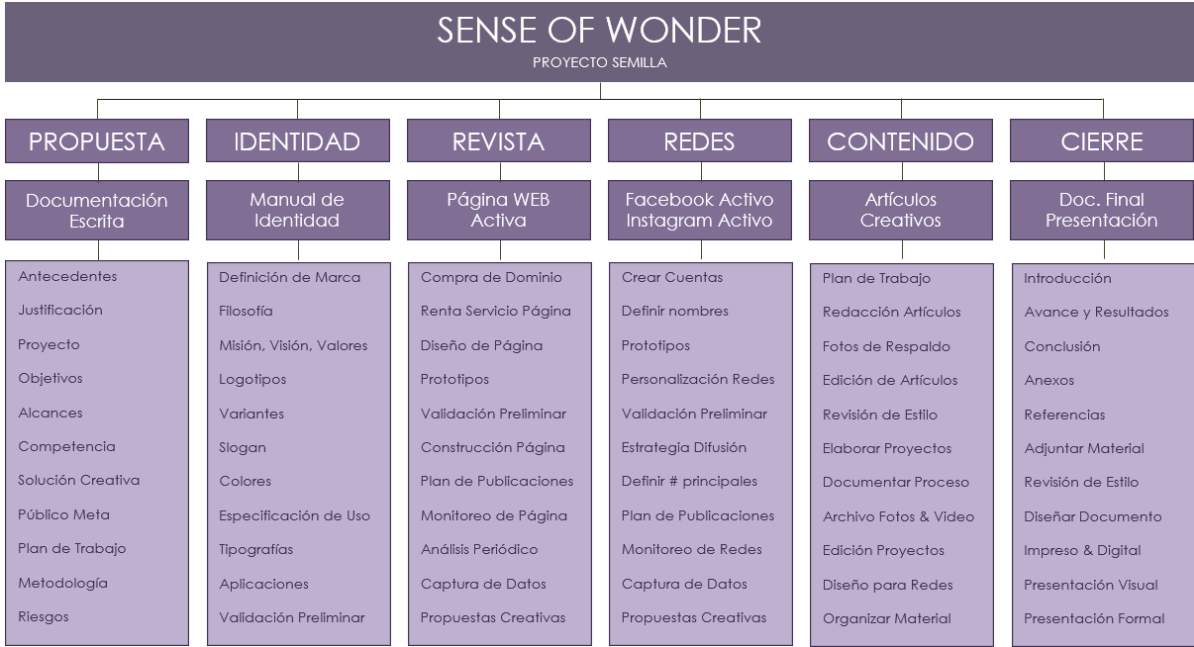 SENSE OF WONDER
PROYECTO SEMILLA
PROPUESTA
Documentación
Escrita
Antecedentes
Justificación
Proyecto
Objetivos
Alcances
Competencia
Solución Creativa
Público Meta
Plan de Trabajo
Metodología
Riesgos
IDENTIDAD
Manual de
Identidad
Definición de Marca
Filosofía
Misión, Visión, Valores
Logotipos
Variantes
Slogan
Colores
Especificación de Uso
Tipografías
Aplicaciones
Validación Preliminar
REVISTA
Página WEB
Activa
Compra de Dominio
Renta Servicio Página
Diseño de Página
Prototipos
Validación Preliminar
Construcción Página
Plan de Publicaciones
Monitoreo de Página
Análisis Periódico
Captura de Datos
Propuestas Creativas
REDES
Facebook Activo
Instagram Activo
Crear Cuentas
Definir nombres
Prototipos
Personalización Redes
Validación Preliminar
Estrategia Difusión
Definir # principales
Plan de Publicaciones
Monitoreo de Redes
Captura de Datos
Propuestas Creativas
CONTENIDO
Artículos
Creativos
Plan de Trabajo
Redacción Artículos
Fotos de Respaldo
Edición de Artículos
Revisión de Estilo
Elaborar Proyectos
Documentar Proceso
Archivo Fotos & Video
Edición Proyectos
Diseño para Redes
Organizar Material
CIERRE
Doc. Final
Presentación
Introducción
Avance y Resultados
Conclusión
Anexos
Referencias
Adjuntar Material
Revisión de Estilo
Diseñar Documento
Impreso & Digital
Presentación Visual
Presentación Formal